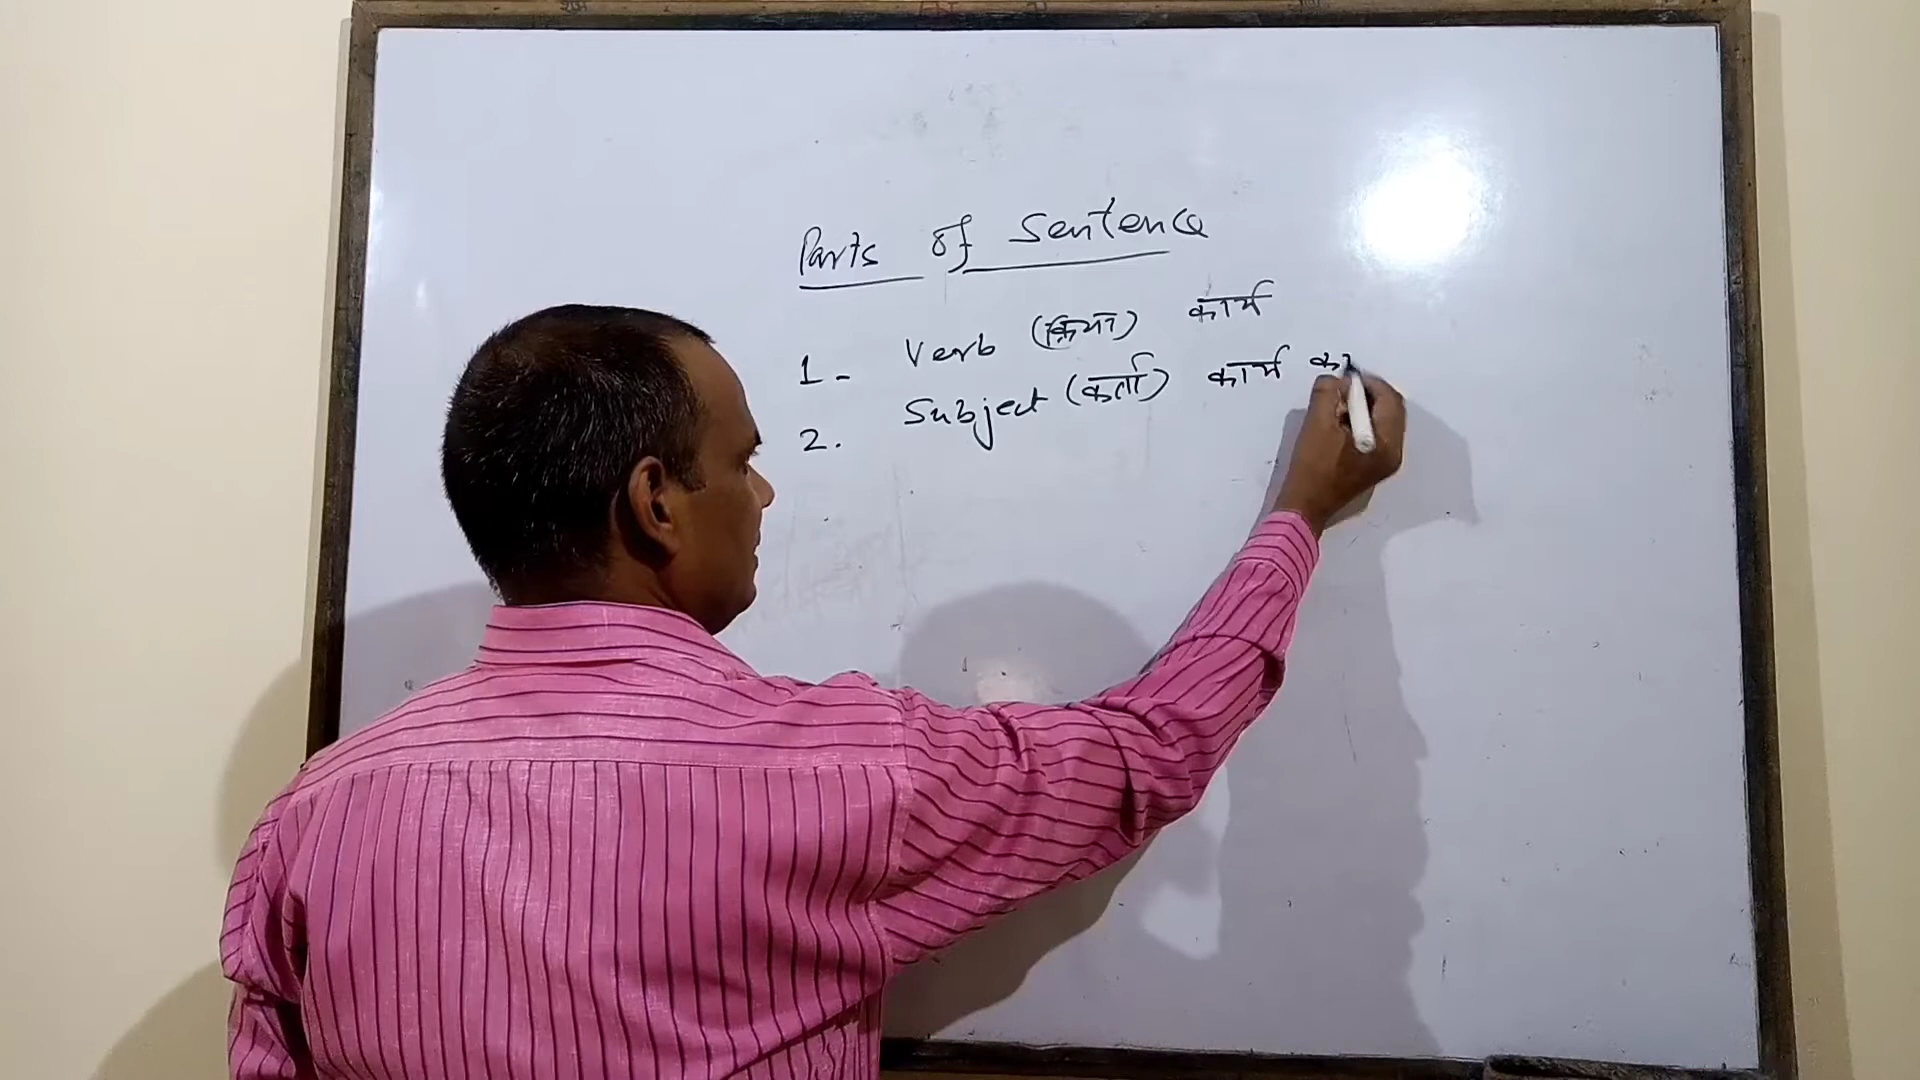 Parts of Sentence
1- Verb (क्रिया) कार्य
2. Subject (कर्ता) कार्य